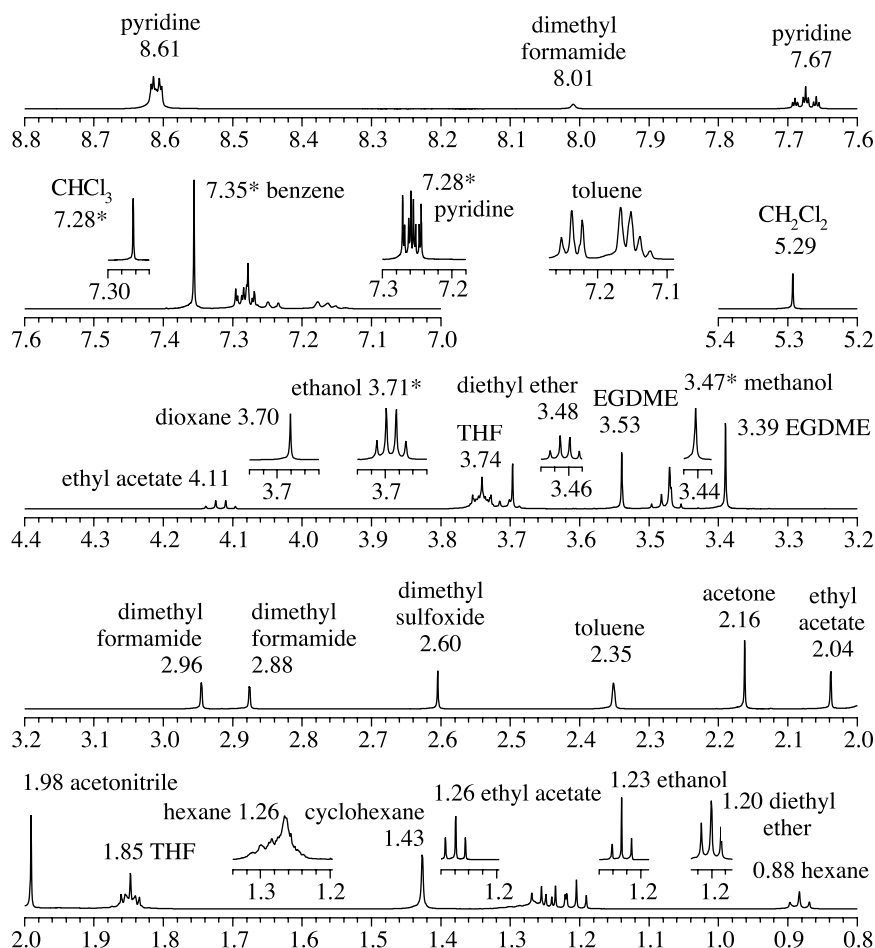 pyridine
8.61
dimethyl
formamide
8.01
pyridine
7.67
8.8 8.6 8.5 8.4 8.3 8.2 8.1 8.0 7.9 7.8 7.7 7.6
CHCl3
7.28*
7.35* benzene
7.28*
pyridine
toluene
CH2Cl2
5.29
7.30
7.3 7.2
7.2 7.1
7.6 7.5 7.4 7.3 7.2 7.1 7.0
5.4 5.3 5.2
ethanol 3.71*
dioxane 3.70
diethyl ether
3.48
EGDME
3.53
3.47* methanol
3.39 EGDME
THF
3.74
ethyl acetate 4.11
3.7
3.7
3.46
3.44
4.4 4.3 4.2 4.1 4.0 3.9 3.8 3.7 3.6 3.5 3.4 3.3 3.2
dimethyl
formamide
2.96
dimethyl
formamide
2.88
dimethyl
sulfoxide
2.60
toluene
2.35
acetone
2.16
ethyl
acetate
2.04
3.2 3.1 3.0 2.9 2.8 2.7 2.6 2.5 2.4 2.3 2.2 2.1 2.0
1.98 acetonitrile
1.85 THF
hexane 1.26
cyclohexane
1.43
1.26 ethyl acetate
1.23 ethanol
1.20 diethyl
ether
0.88 hexane
1.3 1.2
1.2
1.2
1.2
2.0 1.9 1.8 1.7 1.6 1.5 1.4 1.3 1.2 1.1 1.0 0.9 0.8